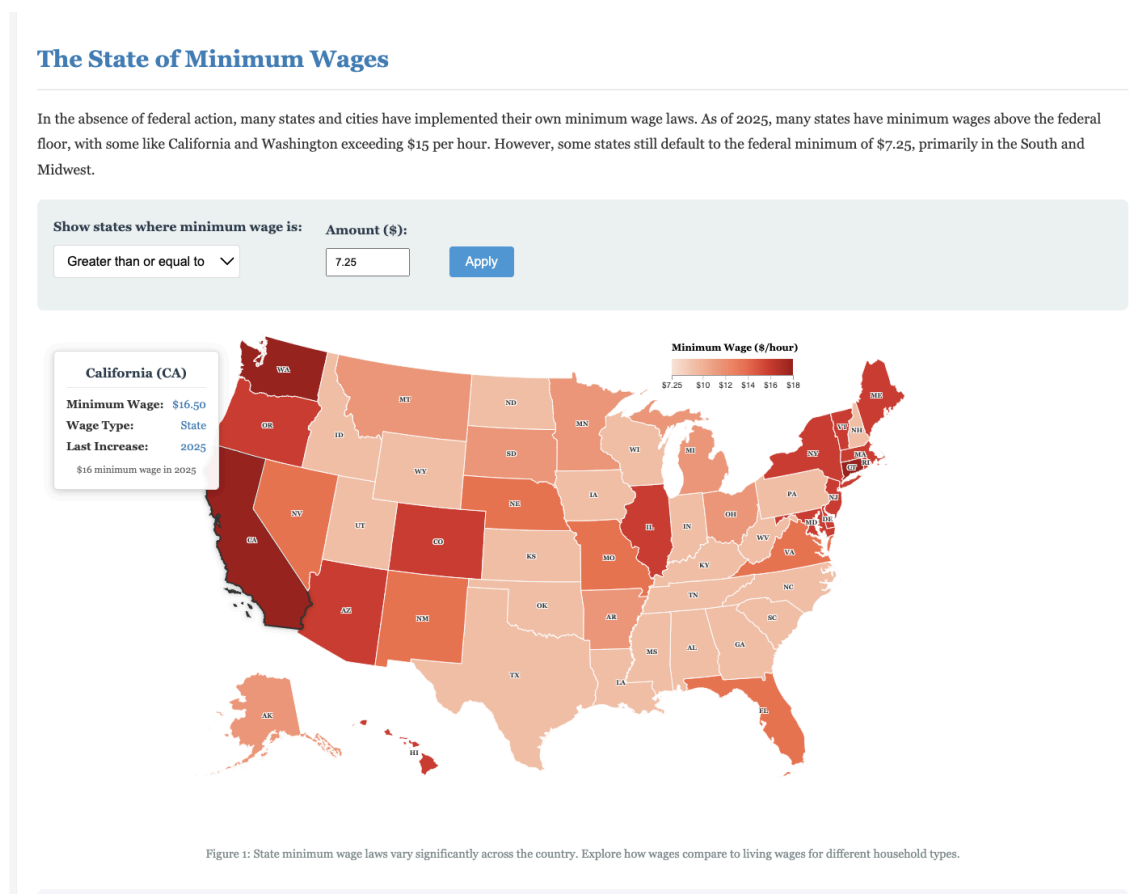 The State of Minimum Wages
In the absence of federal action, many states and cities have implemented their own minimum wage laws. As of 2025, many states have minimum wages above the federal
floor, with some like California and Washington exceeding $15 per hour. However, some states still default to the federal minimum of $7.25, primarily in the South and
Midwest.
Show states where minimum wage is:
Amount ($):
Greater than or equal to
7.25
Apply
California (CA)
Minimum Wage: $16.50
Wage Type: State
Last Increase: 2025
$16 minimum wage in 2025
Minimum Wage ($/hour)
$7.25 $10 $12 $14 $16 $18
WA
ME
MT
ND
OR
MN
VT
NH
ID
SD
WI
MI
NY
MA
RI
CT
WY
IA
PA
NJ
NE
NV
OH
UT
IL
IN
MD
DE
CO
WV
VA
CA
KS
MO
KY
NC
TN
AZ
OK
NM
AR
SC
MS
AL
GA
TX
LA
FL
AK
HI
Figure 1: State minimum wage laws vary significantly across the country. Explore how wages compare to living wages for different household types.